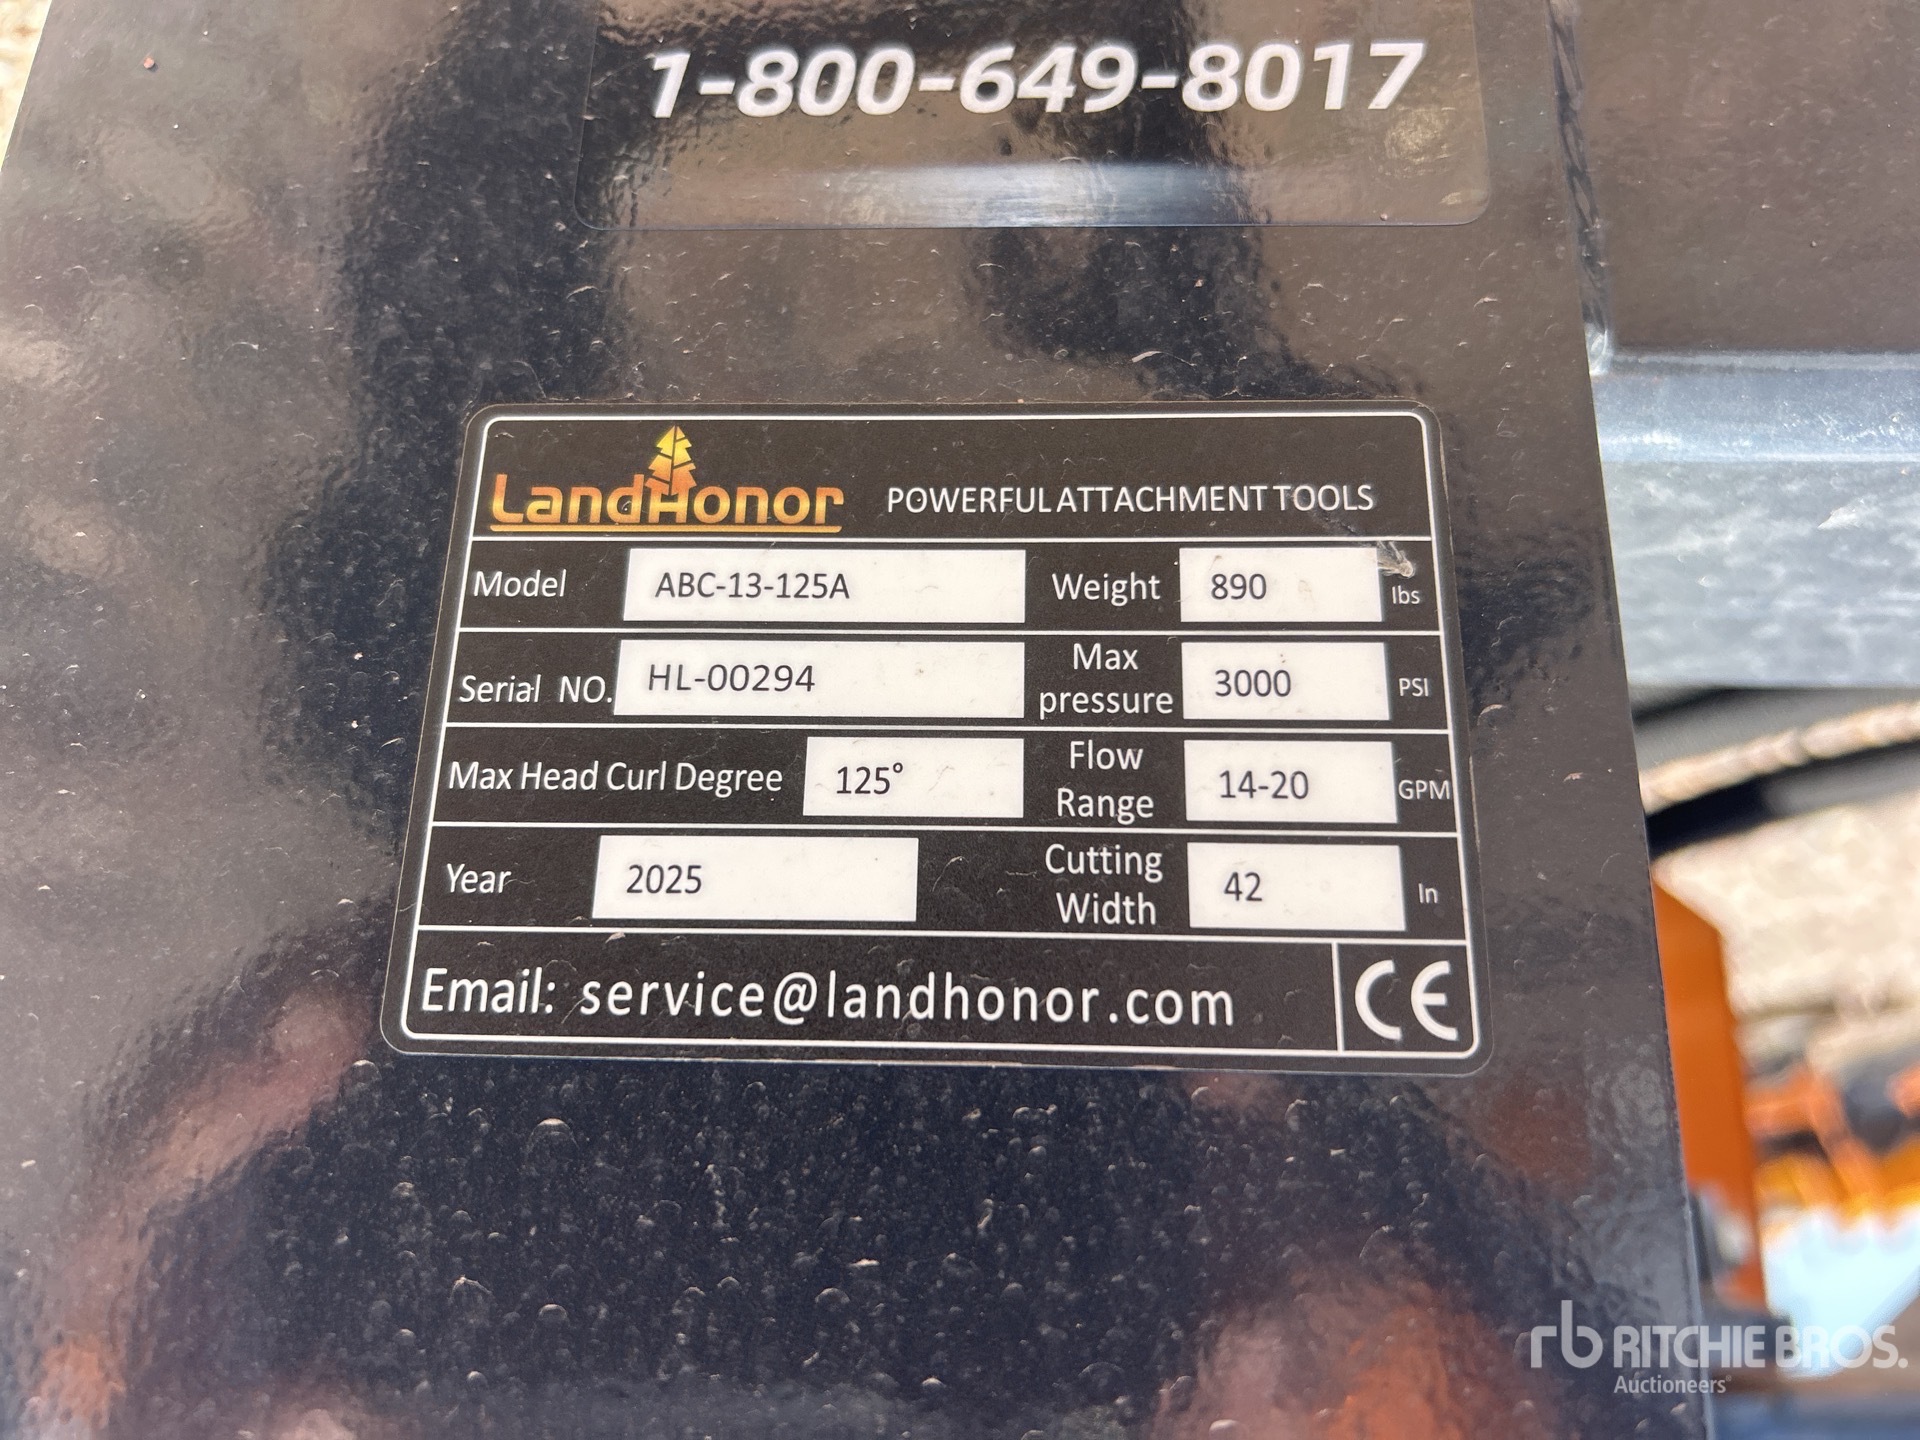 1-800-649-8017
LandHonor POWERFUL ATTACHMENT TOOLS
Model ABC-13-125A Weight 890 lbs
Serial NO. HL-00294 Max pressure 3000 PSI
Max Head Curl Degree 125° Flow Range 14-20 GPM
Year 2025 Cutting Width 42 In
Email: service@landhonor.com CE
rb RITCHIE BROS.
Auctioneers